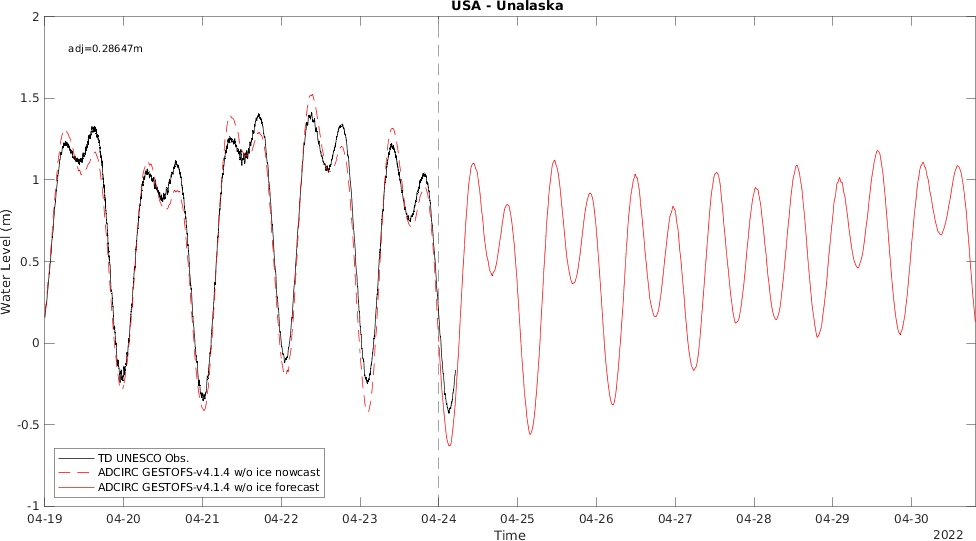 USA - Unalaska
adj=0.28647m
Water Level (m)
2
1.5
1
0.5
0
-0.5
-1
TD UNESCO Obs.
ADCIRC GESTOFS-v4.1.4 w/o ice nowcast
ADCIRC GESTOFS-v4.1.4 w/o ice forecast
04-19 04-20 04-21 04-22 04-23 04-24 04-25 04-26 04-27 04-28 04-29 04-30
Time
2022